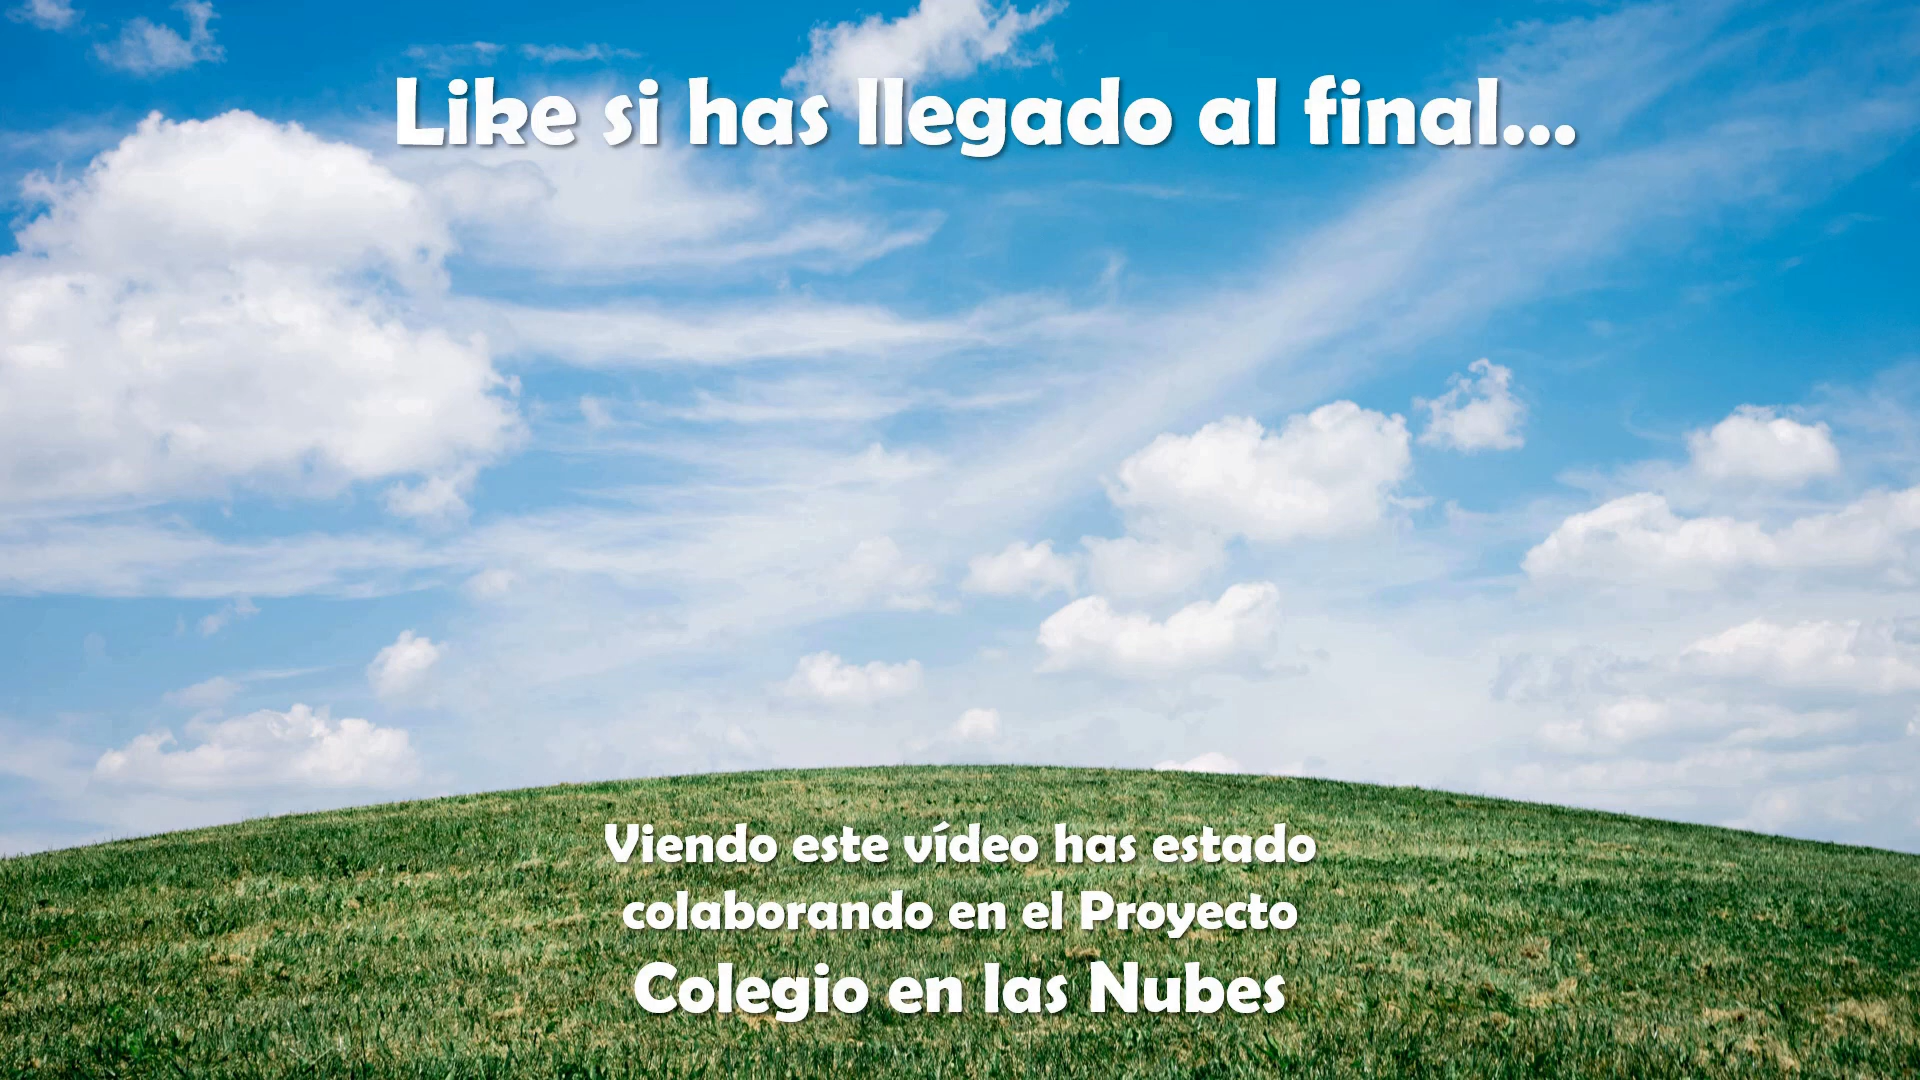 Like si has llegado al final...
Viendo este vídeo has estado
colaborando en el Proyecto
Colegio en las Nubes